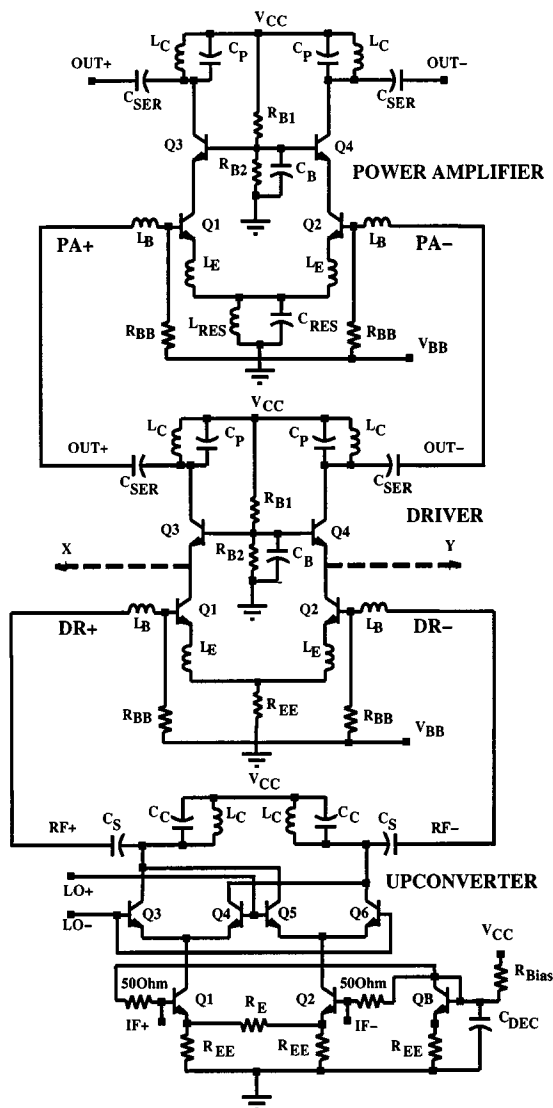 VCC
LC CP CP LC
OUT+ OUT−
CSER CSER
RB1
Q3 Q4
RB2 CB
POWER AMPLIFIER
Q1 Q2
PA+ LB LB PA−
LE LE
LRES CRES
RBB RBB
VBB
VCC
LC CP CP LC
OUT+ OUT−
CSER CSER
RB1
DRIVER
Q3 Q4
RB2 CB
X Y
Q1 Q2
DR+ LB LB DR−
LE LE
RBB REE RBB
VBB
VCC
CS CC LC LC CC CS
RF+ RF−
LO+ UPCONVERTER
Q3 Q4 Q5 Q6
LO−
VCC
RBias
50Ohm 50Ohm
Q1 RE Q2 QB
IF+ IF− CDEC
REE REE REE